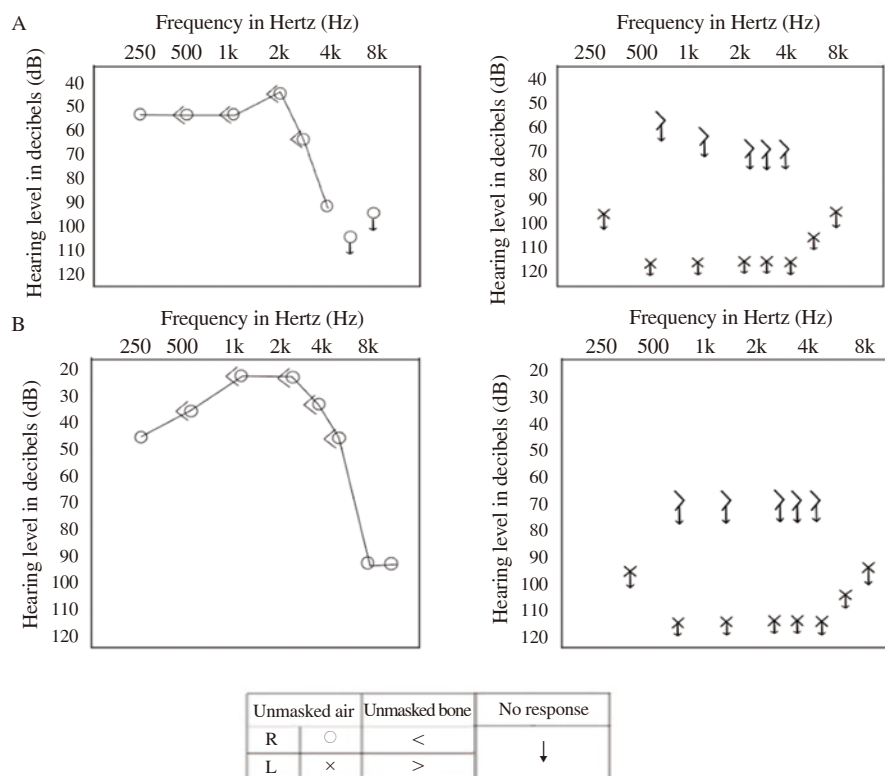 A
Frequency in Hertz (Hz)
250 500 1k 2k 4k 8k
Hearing level in decibels (dB)
40
50
60
70
80
90
100
110
120
Frequency in Hertz (Hz)
250 500 1k 2k 4k 8k
Hearing level in decibels (dB)
40
50
60
70
80
90
100
110
120
B
Frequency in Hertz (Hz)
250 500 1k 2k 4k 8k
Hearing level in decibels (dB)
20
30
40
50
60
70
80
90
100
110
120
Frequency in Hertz (Hz)
250 500 1k 2k 4k 8k
Hearing level in decibels (dB)
20
30
40
50
60
70
80
90
100
110
120
Unmasked air Unmasked bone No response
R ○ < ↓
L × >